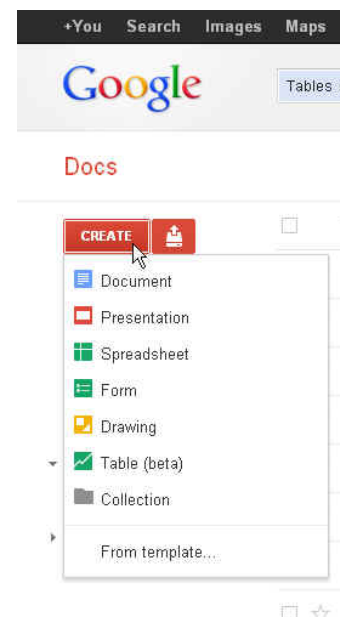 +You Search Images Maps
Google
Tables
Docs
CREATE
Document
Presentation
Spreadsheet
Form
Drawing
Table (beta)
Collection
From template...